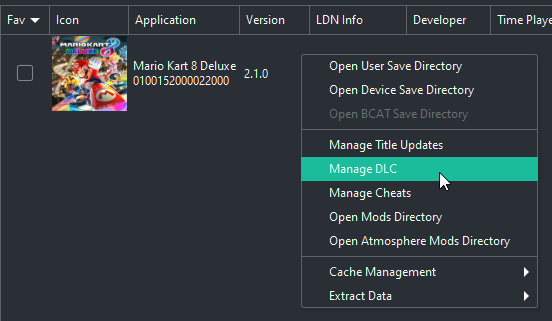 Fav Icon Application Version LDN Info Developer Time Playe
MARIOKART
8 DELUXE
Mario Kart 8 Deluxe
0100152000022000
2.1.0
Open User Save Directory
Open Device Save Directory
Open BCAT Save Directory
Manage Title Updates
Manage DLC
Manage Cheats
Open Mods Directory
Open Atmosphere Mods Directory
Cache Management
Extract Data